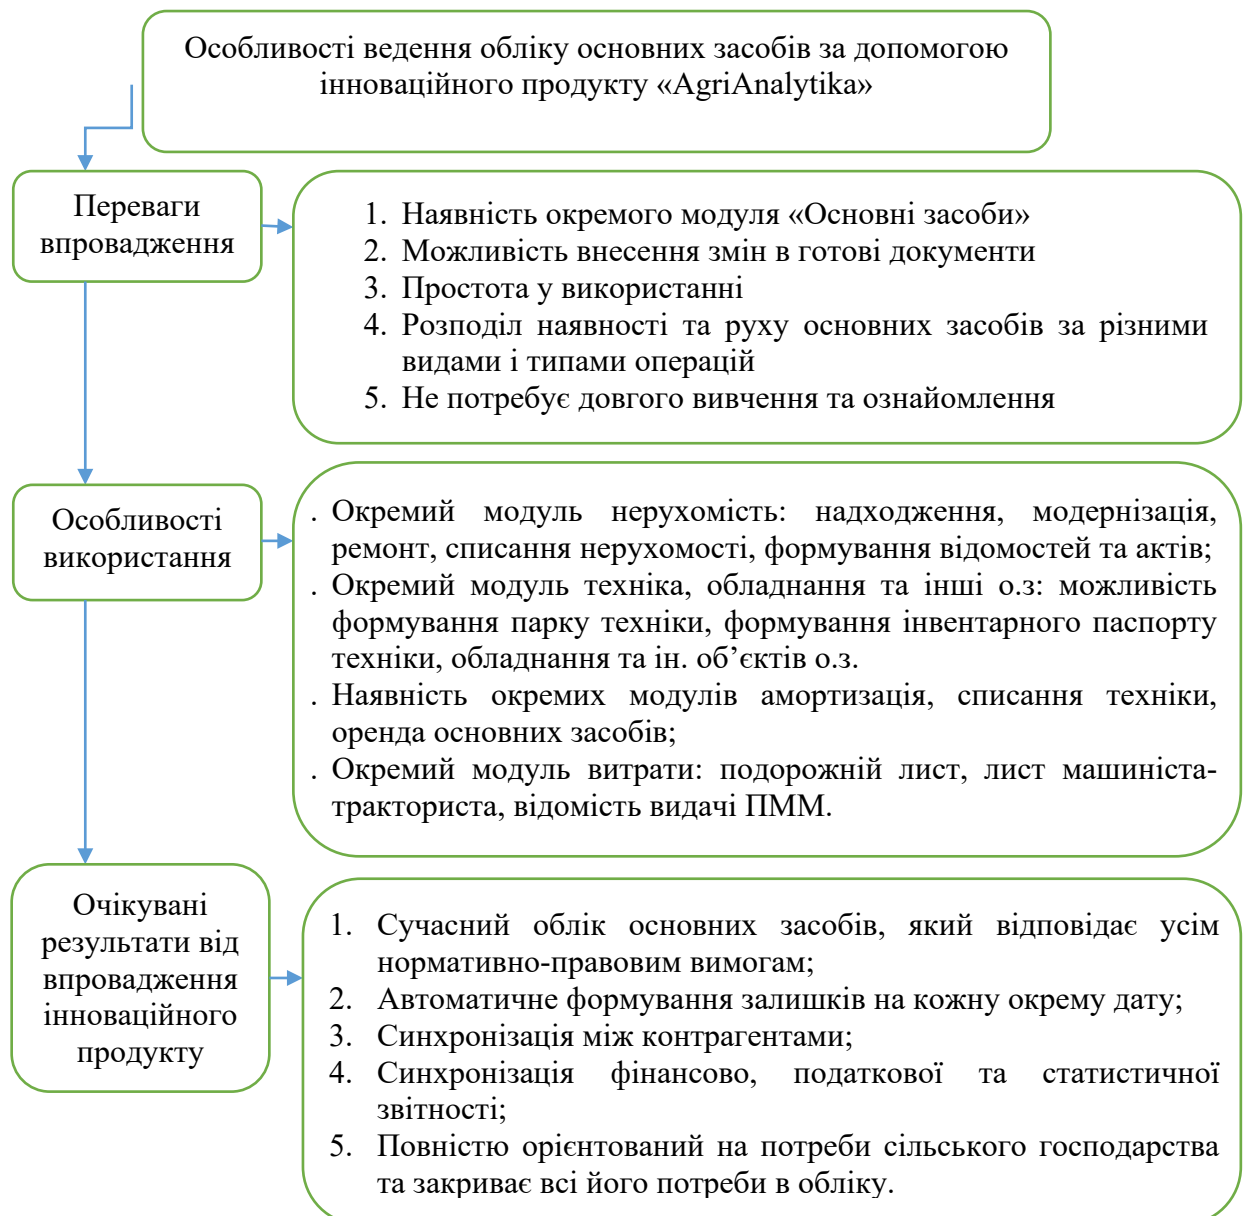 Особливості ведення обліку основних засобів за допомогою
інноваційного продукту «AgriAnalytika»
Переваги
впровадження
1. Наявність окремого модуля «Основні засоби»
2. Можливість внесення змін в готові документи
3. Простота у використанні
4. Розподіл наявності та руху основних засобів за різними
видами і типами операцій
5. Не потребує довгого вивчення та ознайомлення
Особливості
використання
. Окремий модуль нерухомість: надходження, модернізація,
ремонт, списання нерухомості, формування відомостей та актів;
. Окремий модуль техніка, обладнання та інші о.з: можливість
формування парку техніки, формування інвентарного паспорту
техніки, обладнання та ін. об’єктів о.з.
. Наявність окремих модулів амортизація, списання техніки,
оренда основних засобів;
. Окремий модуль витрати: подорожній лист, лист машиніста-
тракториста, відомість видачі ПММ.
Очікувані
результати від
впровадження
інноваційного
продукту
1. Сучасний облік основних засобів, який відповідає усім
нормативно-правовим вимогам;
2. Автоматичне формування залишків на кожну окрему дату;
3. Синхронізація між контрагентами;
4. Синхронізація фінансово, податкової та статистичної
звітності;
5. Повністю орієнтований на потреби сільського господарства
та закриває всі його потреби в обліку.